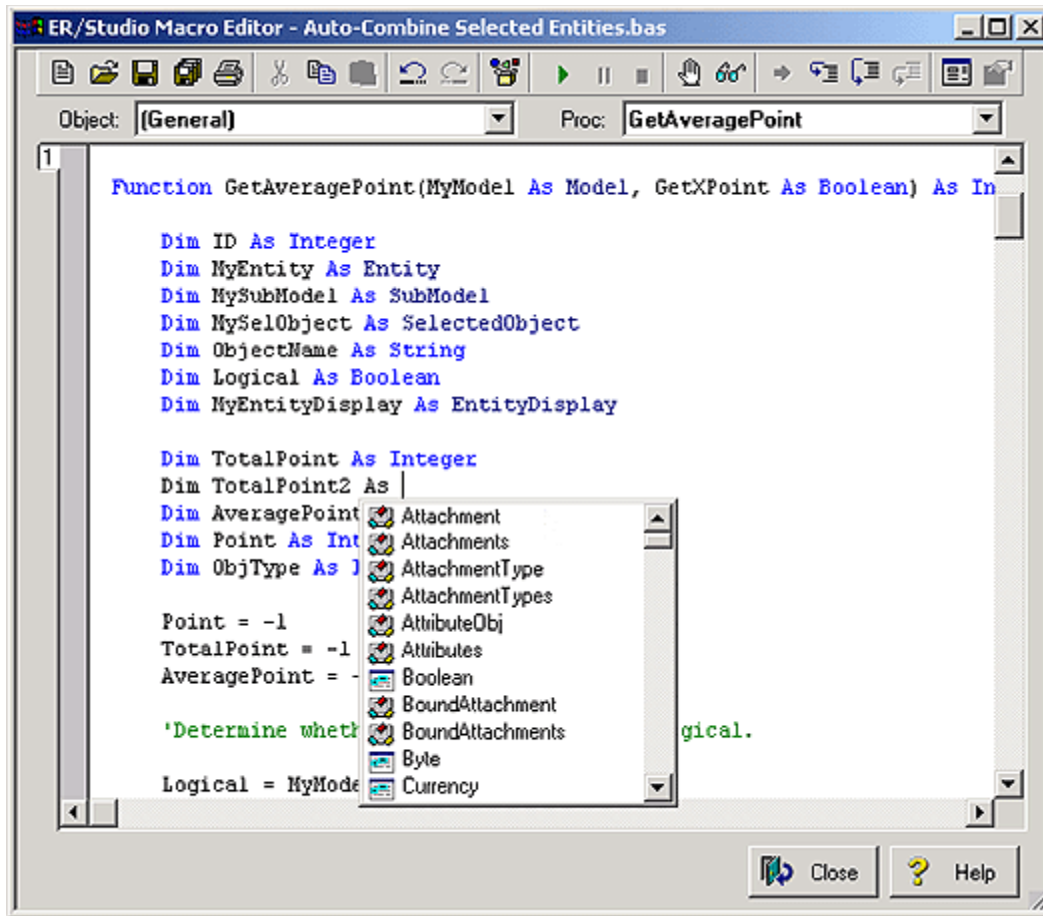 ER/Studio Macro Editor - Auto-Combine Selected Entities.bas
Object: (General) Proc: GetAveragePoint
1
Function GetAveragePoint(MyModel As Model, GetXPoint As Boolean) As In
Dim ID As Integer
Dim MyEntity As Entity
Dim MySubModel As SubModel
Dim MySelObject As SelectedObject
Dim ObjectName As String
Dim Logical As Boolean
Dim MyEntityDisplay As EntityDisplay
Dim TotalPoint As Integer
Dim TotalPoint2 As
Dim AveragePoint
Dim Point As Int
Dim ObjType As I
Point = -1
TotalPoint = -1
AveragePoint = -
'Determine wheth gical.
Logical = MyMode
Attachment
Attachments
AttachmentType
AttachmentTypes
AttributeObj
Attributes
Boolean
BoundAttachment
BoundAttachments
Byte
Currency
Close Help